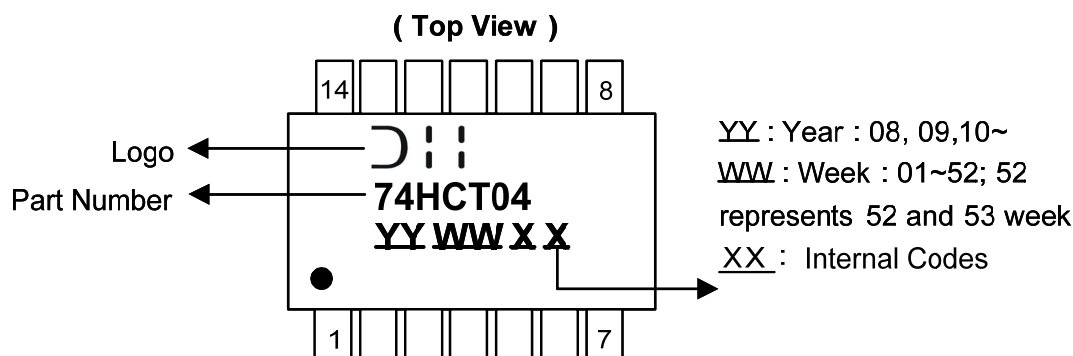 ( Top View )
14
8
Logo
74HCT04
Part Number
YY WW X X
YY : Year : 08, 09,10~
WW : Week : 01~52; 52
represents 52 and 53 week
XX : Internal Codes
1
7